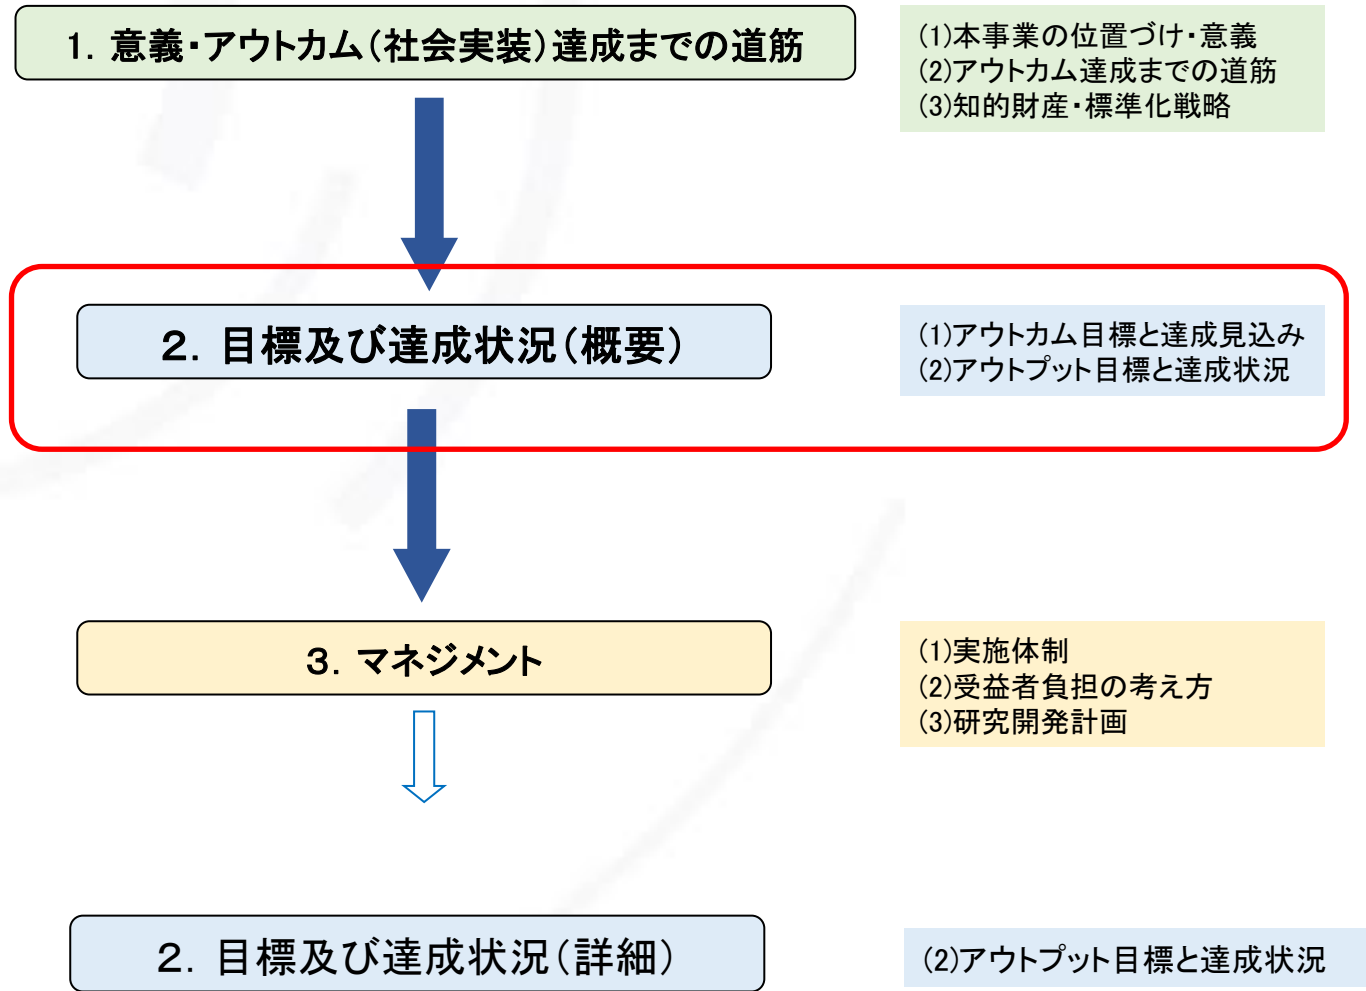 1．意義・アウトカム（社会実装）達成までの道筋
(1)本事業の位置づけ・意義
(2)アウトカム達成までの道筋
(3)知的財産・標準化戦略
２．目標及び達成状況（概要）
(1)アウトカム目標と達成見込み
(2)アウトプット目標と達成状況
３．マネジメント
(1)実施体制
(2)受益者負担の考え方
(3)研究開発計画
２．目標及び達成状況（詳細）
(2)アウトプット目標と達成状況